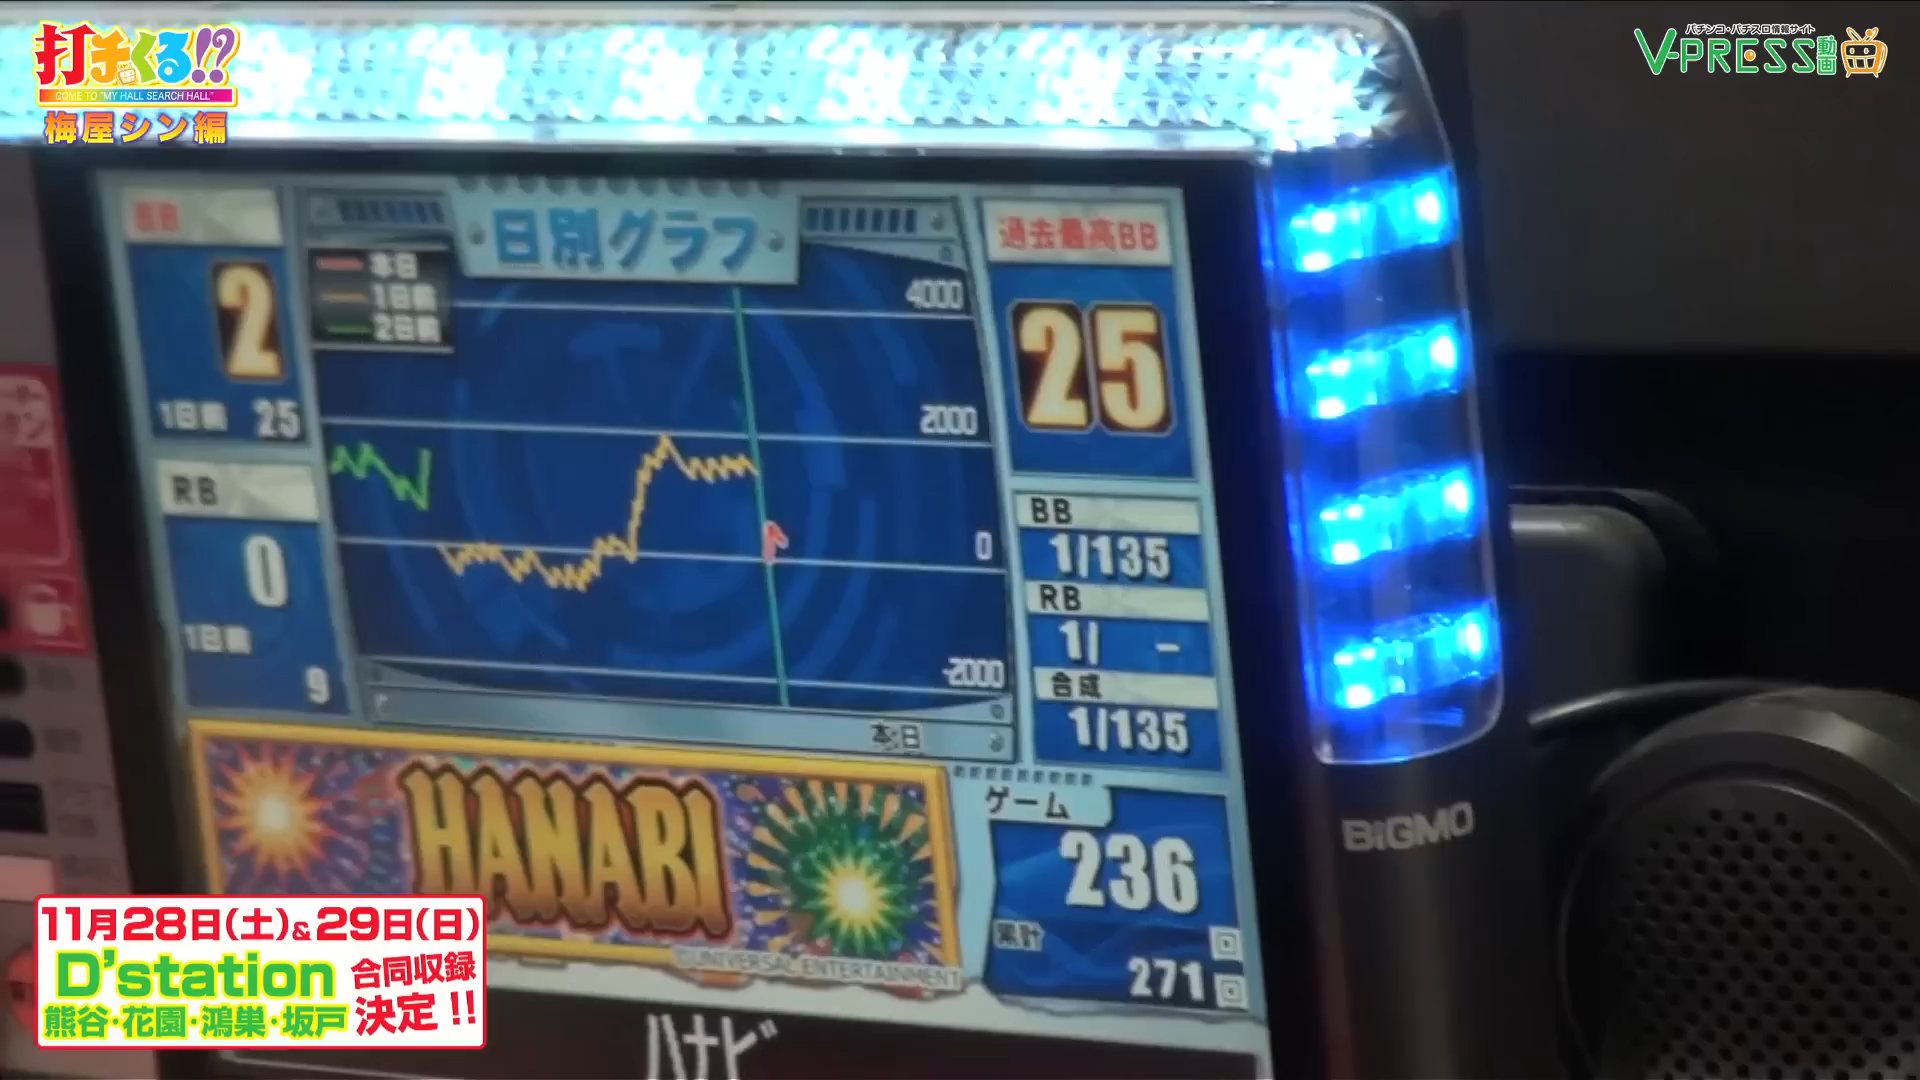 打チくる!?
COME TO "MY HALL SEARCH HALL"
梅屋シン編
パチンコ・パチスロ情報サイト
V-PRESS動画
BB
2
1日前 25
RB
0
1日前
9
日別グラフ
本日
1日前
2日前
4000
2000
0
-2000
本日
過去最高BB
25
BB
1/135
RB
1/ -
合成
1/135
ゲーム
236
累計
271
HANABI
©UNIVERSAL ENTERTAINMENT
ハナビ
BiGMO
11月28日(土)&29日(日)
D'station
熊谷・花園・鴻巣・坂戸
合同収録
決定!!